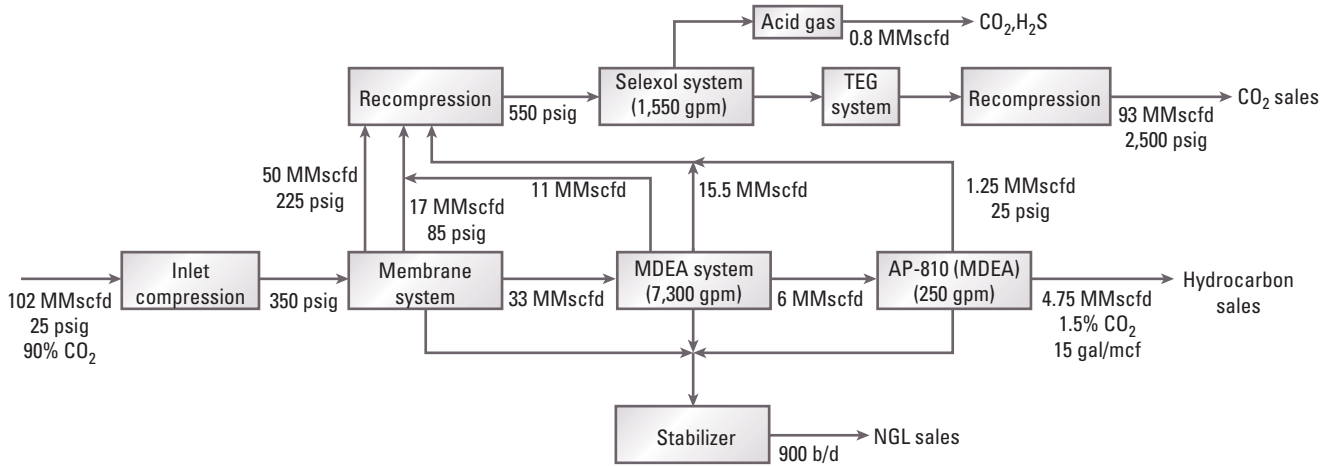 Acid gas
0.8 MMscfd
CO₂,H₂S
Recompression
550 psig
Selexol system
(1,550 gpm)
TEG
system
Recompression
93 MMscfd
2,500 psig
CO₂ sales
50 MMscfd
225 psig
17 MMscfd
85 psig
11 MMscfd
15.5 MMscfd
1.25 MMscfd
25 psig
102 MMscfd
25 psig
90% CO₂
Inlet
compression
350 psig
Membrane
system
33 MMscfd
MDEA system
(7,300 gpm)
6 MMscfd
AP-810 (MDEA)
(250 gpm)
4.75 MMscfd
1.5% CO₂
15 gal/mcf
Hydrocarbon
sales
Stabilizer
900 b/d
NGL sales